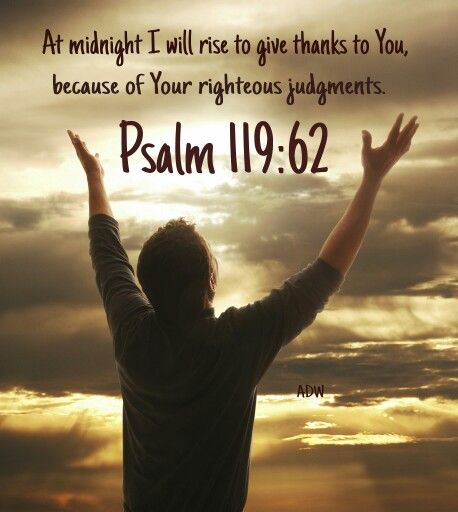 At midnight I will rise to give thanks to You,
because of Your righteous judgments.
Psalm 119:62
ADW